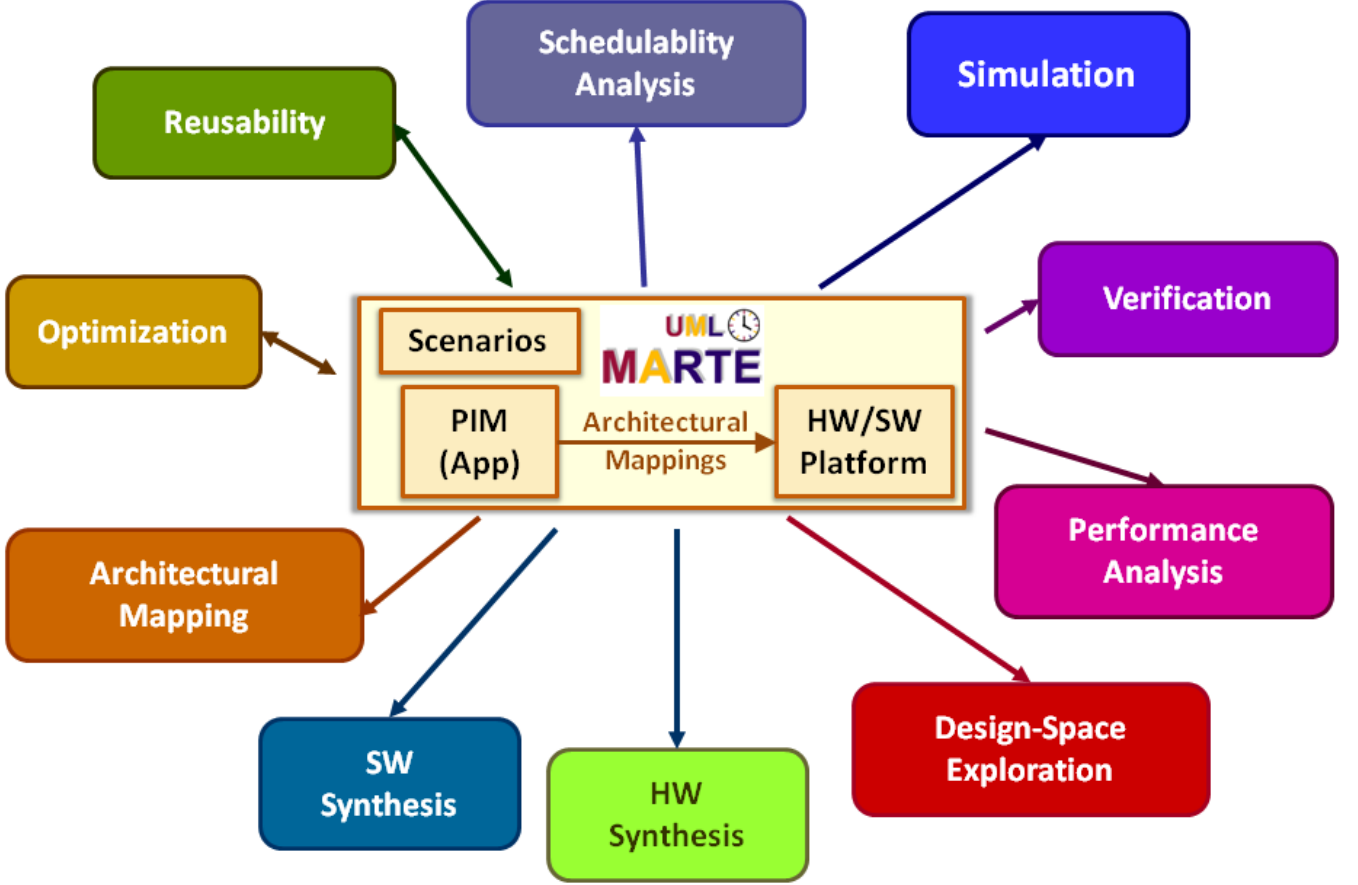 Schedulablity
Analysis
Simulation
Reusability
Verification
Optimization
Scenarios
UML
MARTE
PIM
(App)
Architectural
Mappings
HW/SW
Platform
Performance
Analysis
Architectural
Mapping
Design-Space
Exploration
SW
Synthesis
HW
Synthesis